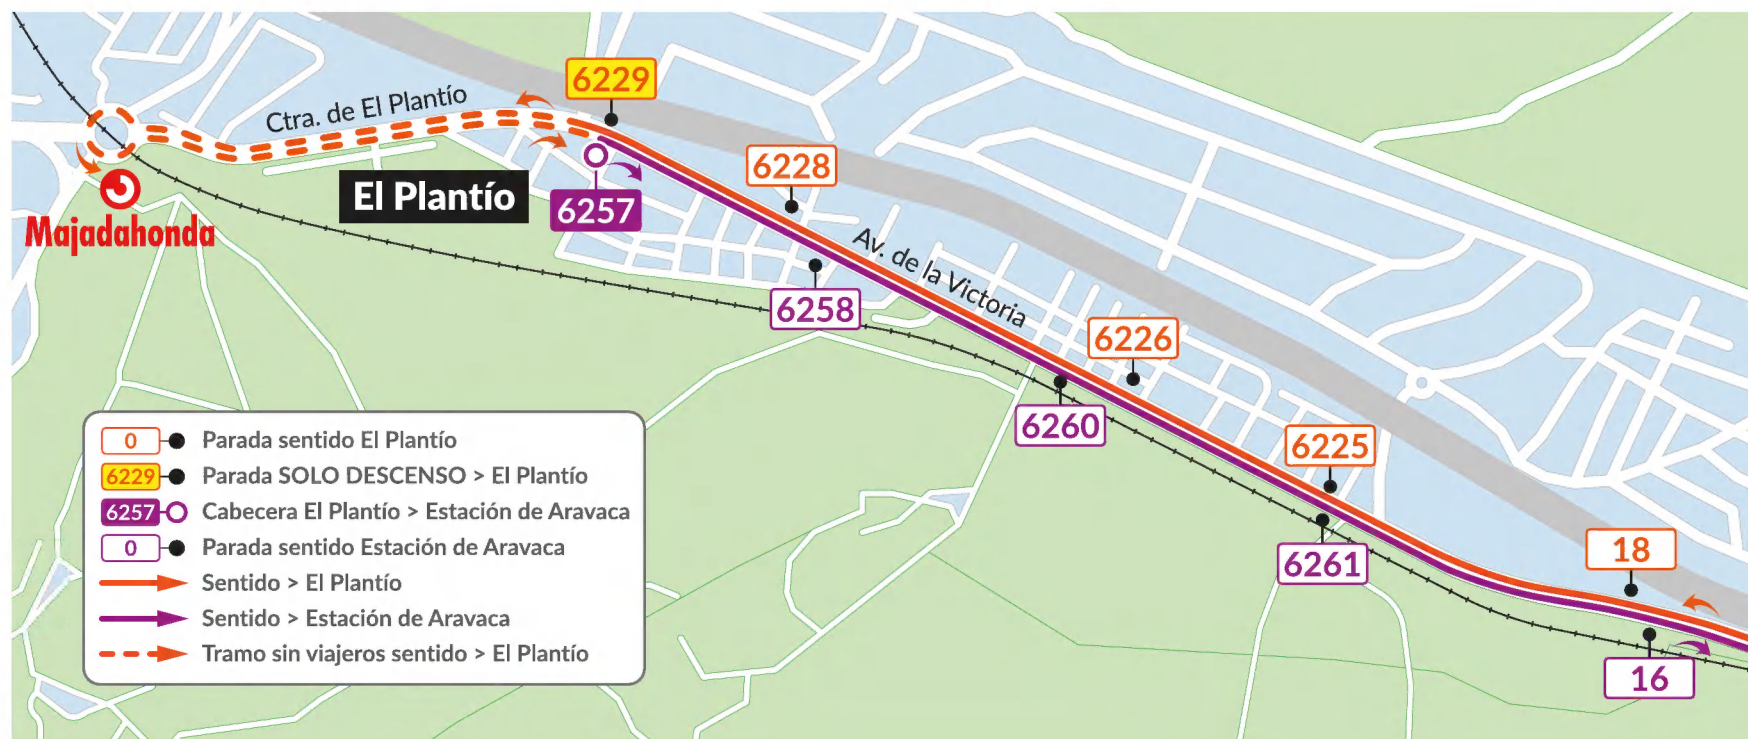 6229
Ctra. de El Plantío
6228
El Plantío
6257
Majadahonda
Av. de la Victoria
6258
6226
6260
6225
6261
18
16
0 Parada sentido El Plantío
6229 Parada SOLO DESCENSO > El Plantío
6257 Cabecera El Plantío > Estación de Aravaca
0 Parada sentido Estación de Aravaca
Sentido > El Plantío
Sentido > Estación de Aravaca
Tramo sin viajeros sentido > El Plantío